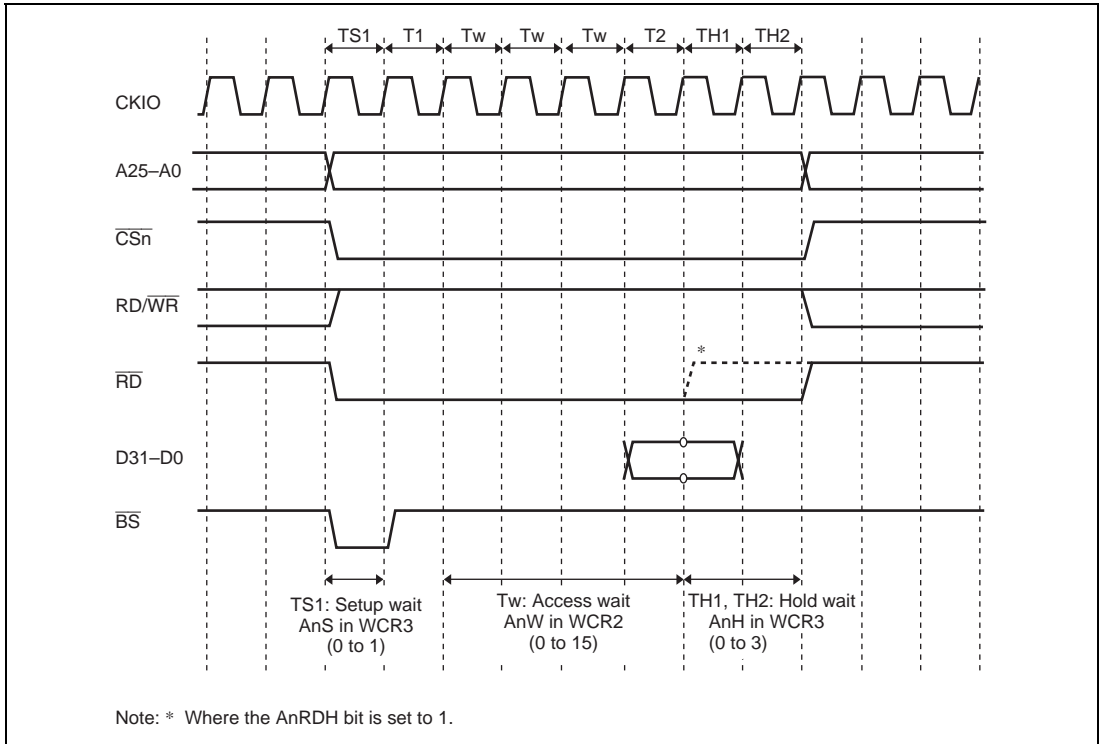 TS1 T1 Tw Tw Tw T2 TH1 TH2
CKIO
A25–A0
CSn
RD/WR
*
RD
D31–D0
BS
TS1: Setup wait
AnS in WCR3
(0 to 1)
Tw: Access wait
AnW in WCR2
(0 to 15)
TH1, TH2: Hold wait
AnH in WCR3
(0 to 3)
Note: * Where the AnRDH bit is set to 1.